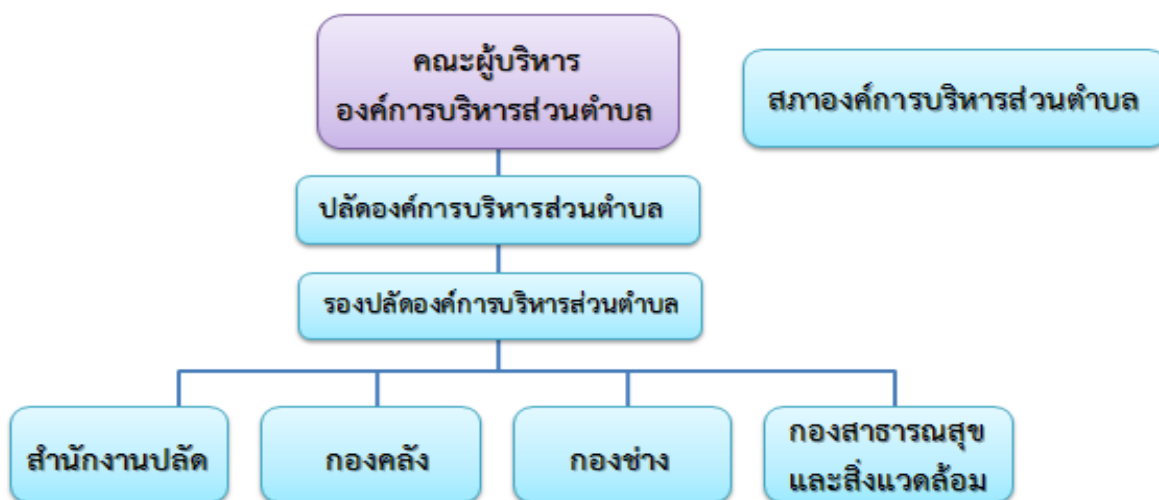 คณะผู้บริหาร
องค์การบริหารส่วนตำบล
สภาองค์การบริหารส่วนตำบล
ปลัดองค์การบริหารส่วนตำบล
รองปลัดองค์การบริหารส่วนตำบล
สำนักงานปลัด
กองคลัง
กองช่าง
กองสาธารณสุข
และสิ่งแวดล้อม